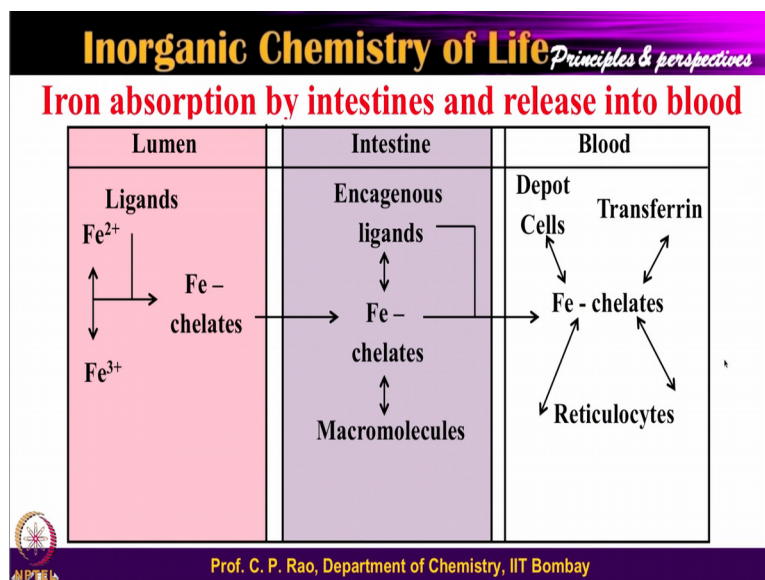 Inorganic Chemistry of Life Principles & perspectives
Iron absorption by intestines and release into blood
Lumen
Ligands
Fe2+
Fe –
chelates
Fe3+
Intestine
Encagenous
ligands
Fe –
chelates
Macromolecules
Blood
Depot
Cells
Transferrin
Fe - chelates
Reticulocytes
NPTEL
Prof. C. P. Rao, Department of Chemistry, IIT Bombay